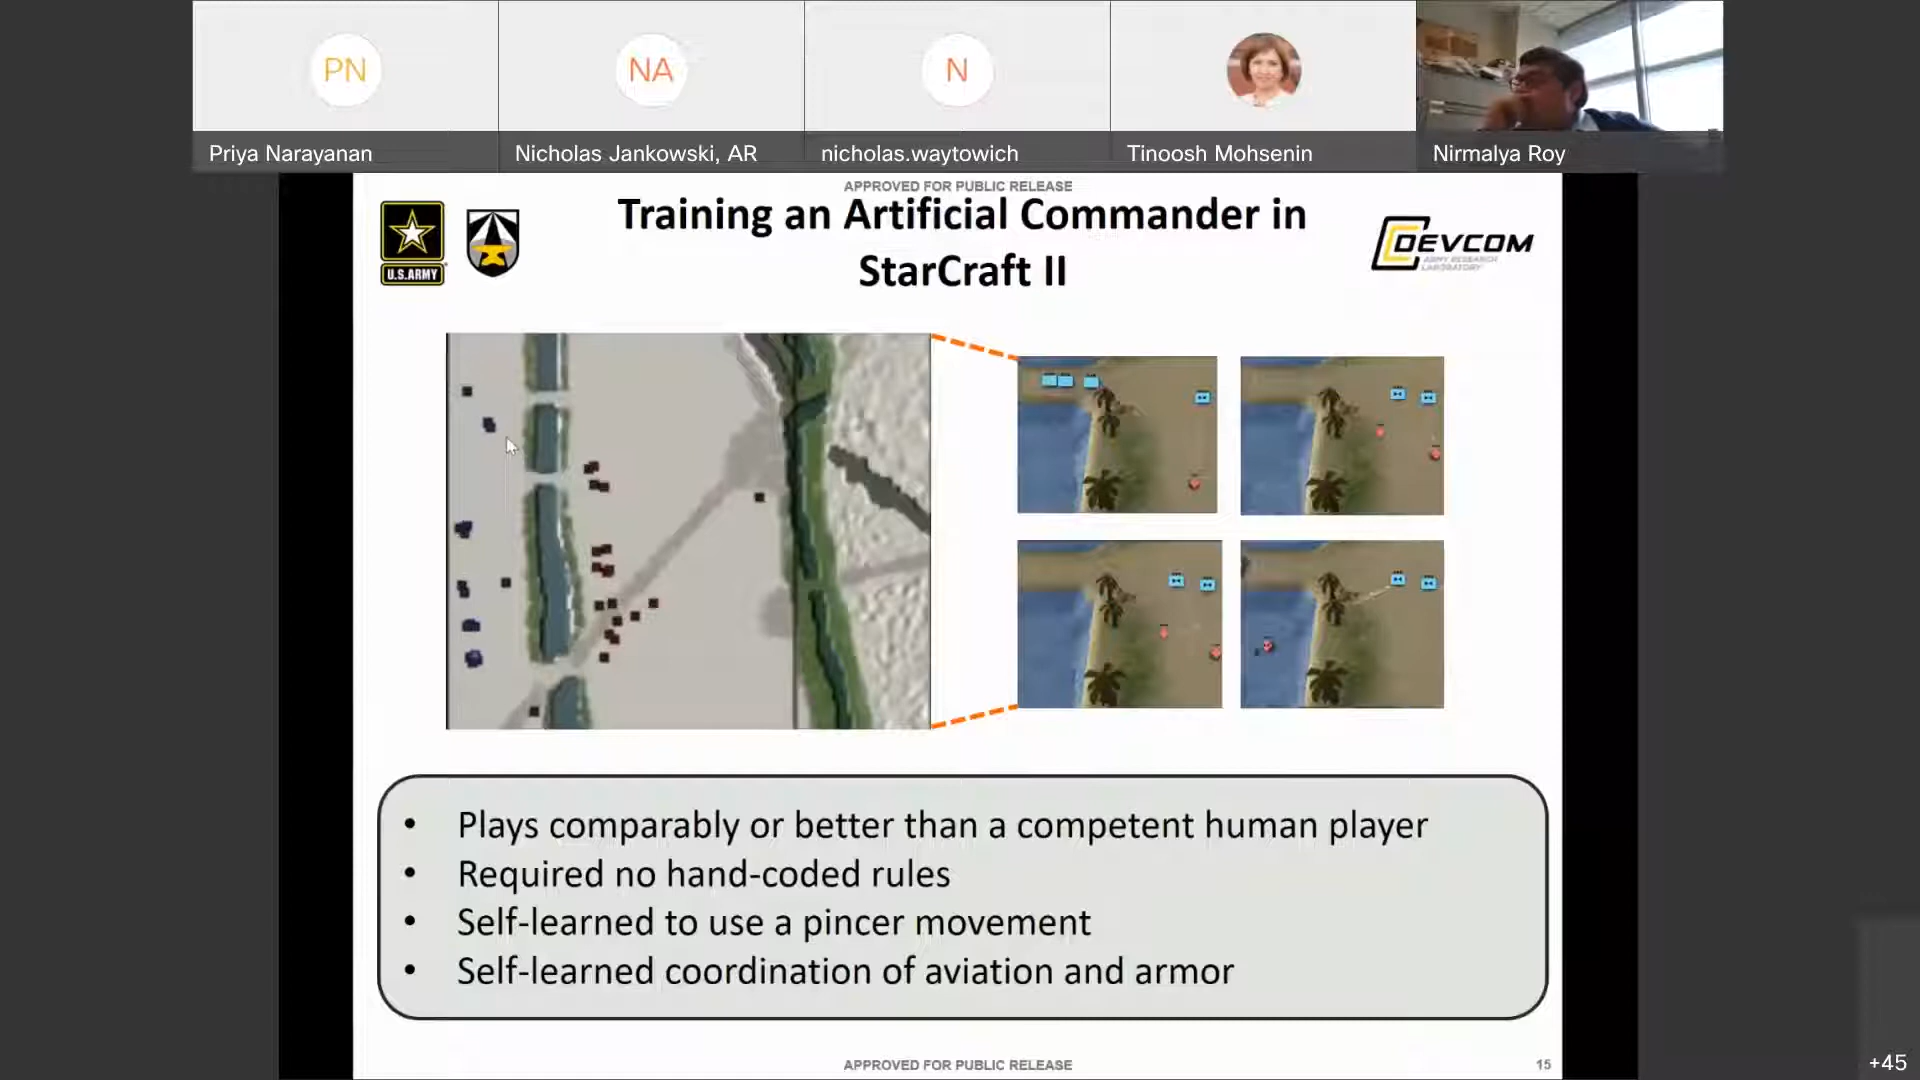 PN
NA
N
Priya Narayanan
Nicholas Jankowski, AR
nicholas.waytowich
Tinoosh Mohsenin
Nirmalya Roy
APPROVED FOR PUBLIC RELEASE
Training an Artificial Commander in
StarCraft II
U.S.ARMY
DEVCOM
ARMY RESEARCH
LABORATORY
• Plays comparably or better than a competent human player
• Required no hand-coded rules
• Self-learned to use a pincer movement
• Self-learned coordination of aviation and armor
APPROVED FOR PUBLIC RELEASE
15
+45